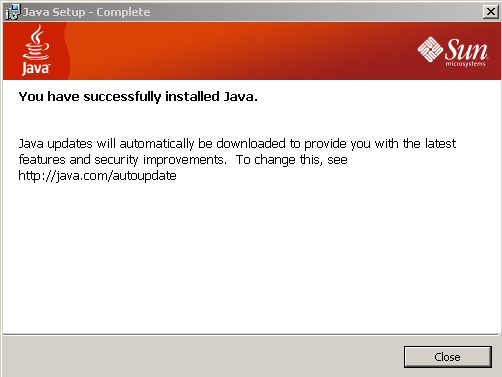 Java Setup - Complete
Java
Sun
microsystems
You have successfully installed Java.
Java updates will automatically be downloaded to provide you with the latest
features and security improvements.  To change this, see
http://java.com/autoupdate
Close